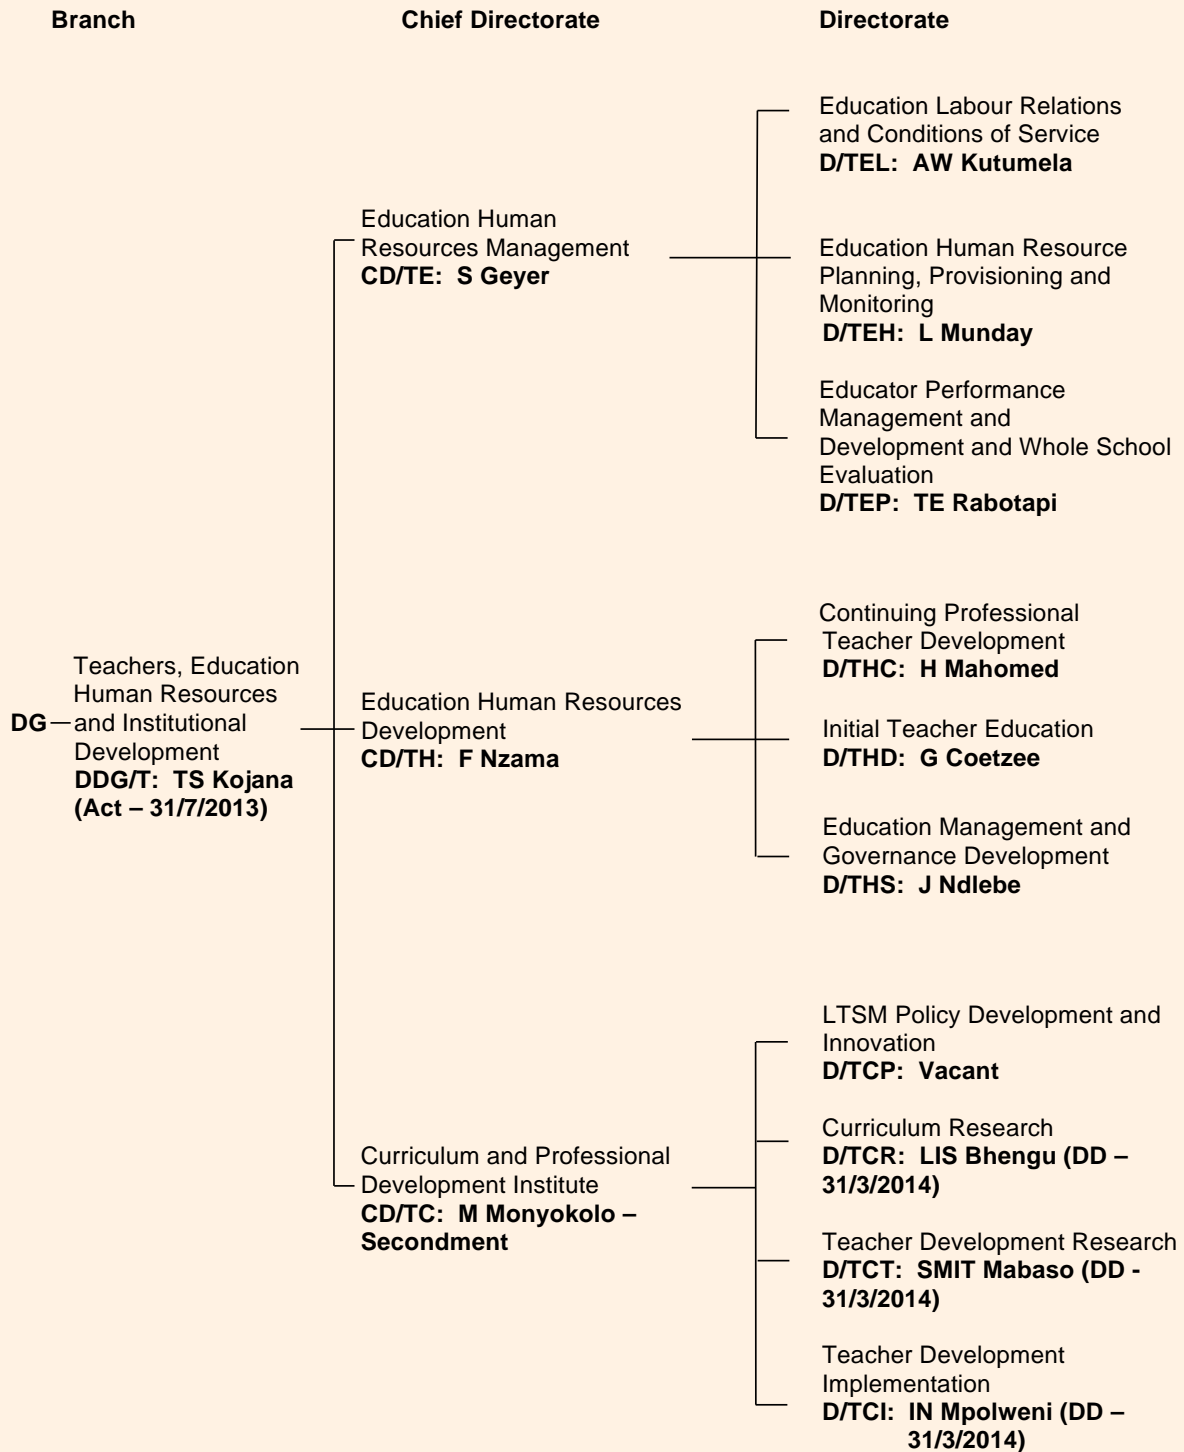 Branch Chief Directorate Directorate
Education Labour Relations
and Conditions of Service
D/TEL: AW Kutumela
Education Human
Resources Management
CD/TE: S Geyer
Education Human Resource
Planning, Provisioning and
Monitoring
D/TEH: L Munday
Educator Performance
Management and
Development and Whole School
Evaluation
D/TEP: TE Rabotapi
DG
Teachers, Education
Human Resources
and Institutional
Development
DDG/T: TS Kojana
(Act – 31/7/2013)
Education Human Resources
Development
CD/TH: F Nzama
Continuing Professional
Teacher Development
D/THC: H Mahomed
Initial Teacher Education
D/THD: G Coetzee
Education Management and
Governance Development
D/THS: J Ndlebe
Curriculum and Professional
Development Institute
CD/TC: M Monyokolo –
Secondment
LTSM Policy Development and
Innovation
D/TCP: Vacant
Curriculum Research
D/TCR: LIS Bhengu (DD –
31/3/2014)
Teacher Development Research
D/TCT: SMIT Mabaso (DD -
31/3/2014)
Teacher Development
Implementation
D/TCI: IN Mpolweni (DD –
31/3/2014)